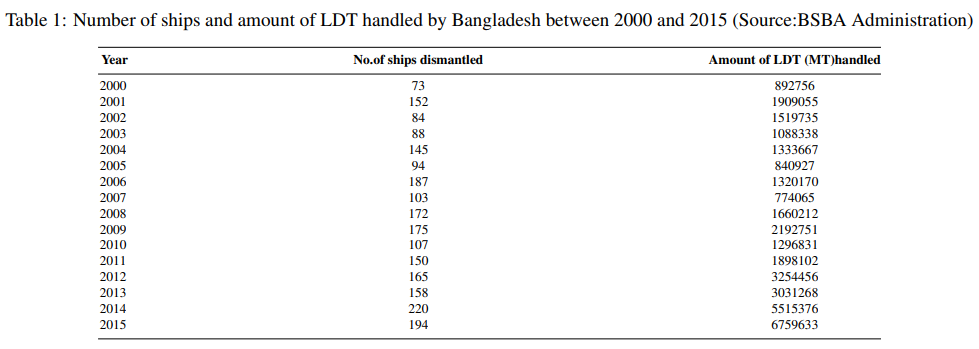 Table 1: Number of ships and amount of LDT handled by Bangladesh between 2000 and 2015 (Source:BSBA Administration)
Year No.of ships dismantled Amount of LDT (MT)handled
2000 73 892756
2001 152 1909055
2002 84 1519735
2003 88 1088338
2004 145 1333667
2005 94 840927
2006 187 1320170
2007 103 774065
2008 172 1660212
2009 175 2192751
2010 107 1296831
2011 150 1898102
2012 165 3254456
2013 158 3031268
2014 220 5515376
2015 194 6759633